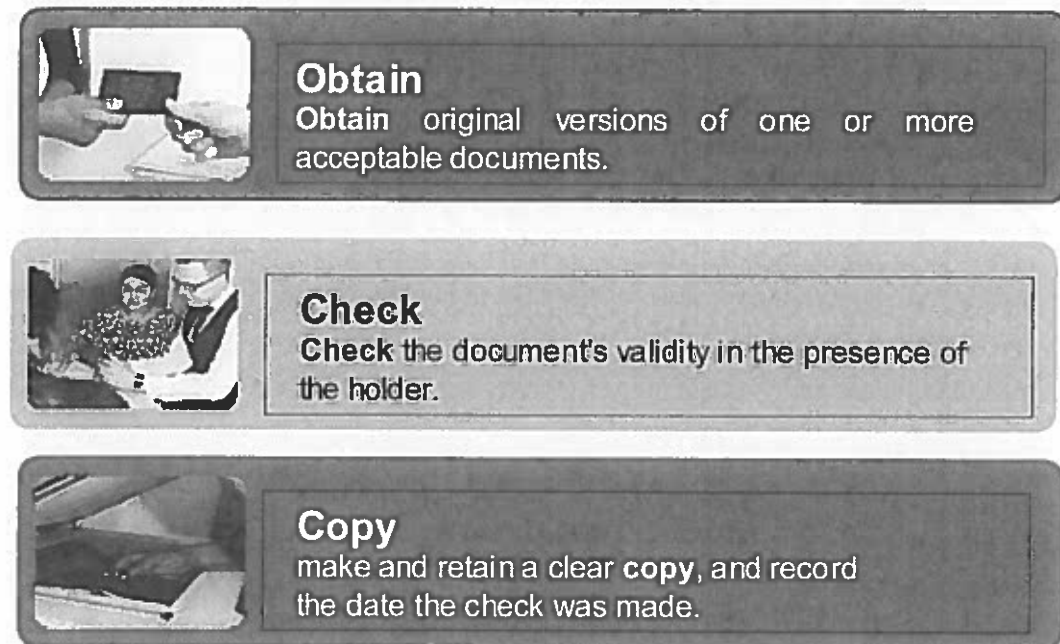 Obtain
Obtain original versions of one or more
acceptable documents.
Check
Check the document's validity in the presence of
the holder.
Copy
make and retain a clear copy, and record
the date the check was made.